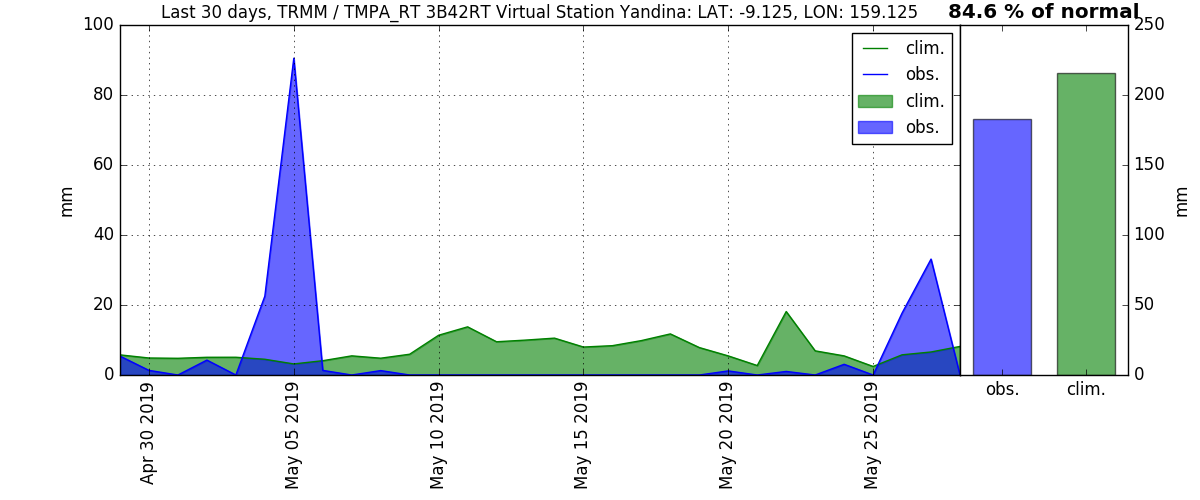 Last 30 days, TRMM / TMPA_RT 3B42RT Virtual Station Yandina: LAT: -9.125, LON: 159.125
84.6 % of normal
100
80
60
40
20
0
mm
clim.
obs.
clim.
obs.
250
200
150
100
50
0
mm
Apr 30 2019
May 05 2019
May 10 2019
May 15 2019
May 20 2019
May 25 2019
obs.
clim.